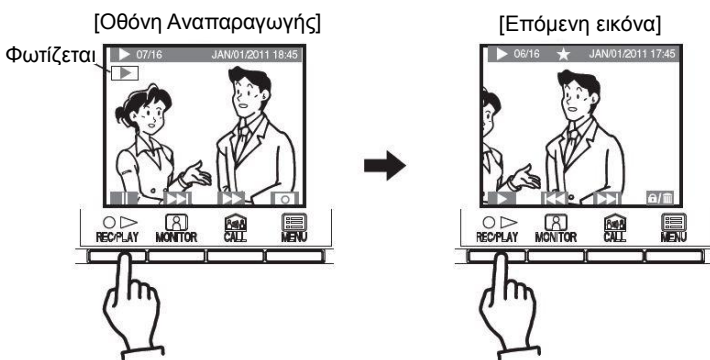 [Οθόνη Αναπαραγωγής]
[Επόμενη εικόνα]
Φωτίζεται
07/16 JAN/01/2011 18:45
06/16 JAN/01/2011 17:45
REC/PLAY MONITOR CALL MENU
REC/PLAY MONITOR CALL MENU